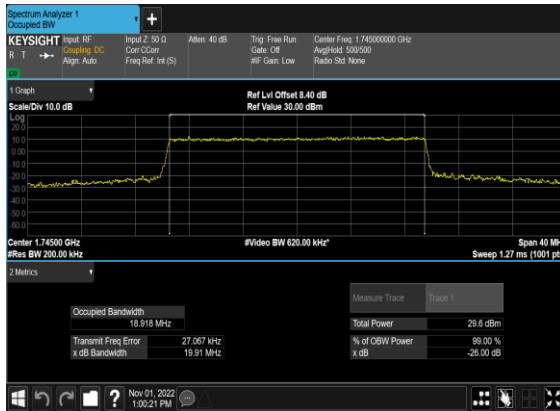 Spectrum Analyzer 1
Occupied BW
+
KEYSIGHT
R T
LXI
Input: RF
Coupling: DC
Align: Auto
Input Z: 50 Ω
Corr CCorr
Freq Ref: Int (S)
Atten: 40 dB
Trig: Free Run
Gate: Off
#IF Gain: Low
Center Freq: 1.745000000 GHz
Avg|Hold: 500/500
Radio Std: None
1 Graph
Scale/Div 10.0 dB
Ref Lvl Offset 8.40 dB
Ref Value 30.00 dBm
Log
20.0
10.0
0.00
-10.0
-20.0
-30.0
-40.0
-50.0
-60.0
Center 1.74500 GHz
#Res BW 200.00 kHz
#Video BW 620.00 kHz*
Span 40 MH
Sweep 1.27 ms (1001 pt
2 Metrics
Occupied Bandwidth
18.918 MHz
Transmit Freq Error 27.067 kHz
x dB Bandwidth 19.91 MHz
Measure Trace Trace 1
Total Power 29.6 dBm
% of OBW Power 99.00 %
x dB -26.00 dB
?
Nov 01, 2022
1:00:21 PM